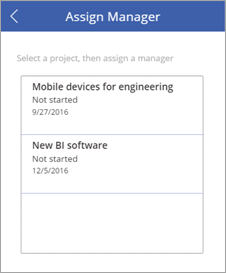 Assign Manager
Select a project, then assign a manager
Mobile devices for engineering
Not started
9/27/2016
New BI software
Not started
12/5/2016